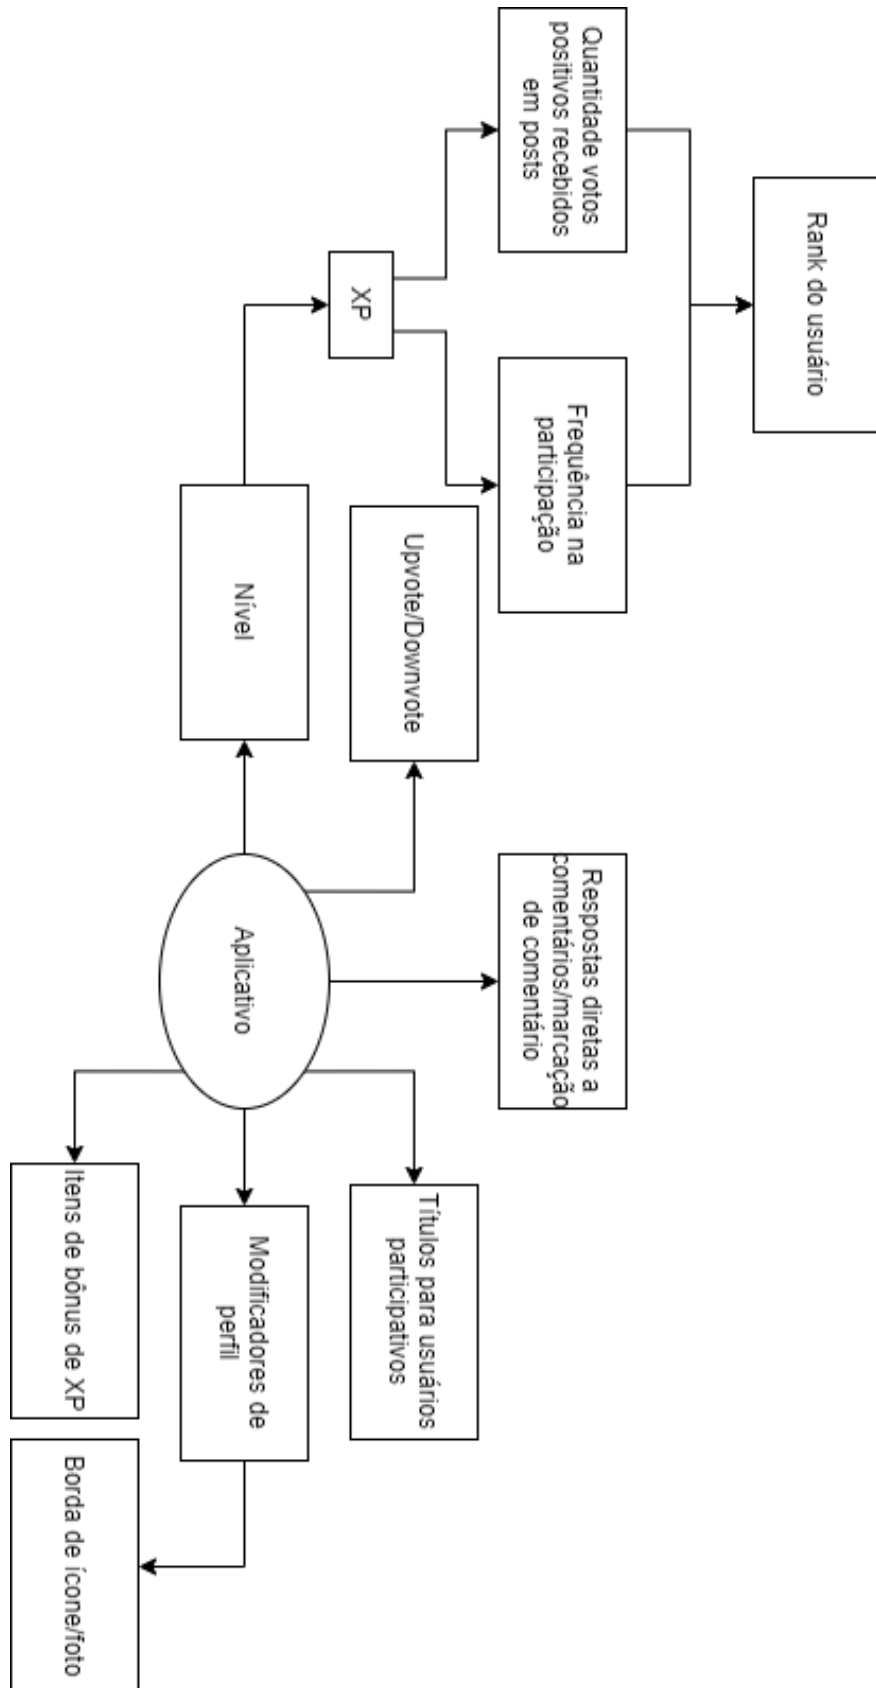 Rank do usuário
Quantidade votos
positivos recebidos
em posts
Frequência na
participação
Respostas diretas a
comentários/marcação
de comentário
Upvote/Downvote
Títulos para usuários
participativos
XP
Nível
Aplicativo
Modificadores de
perfil
Itens de bônus de XP
Borda de ícone/foto